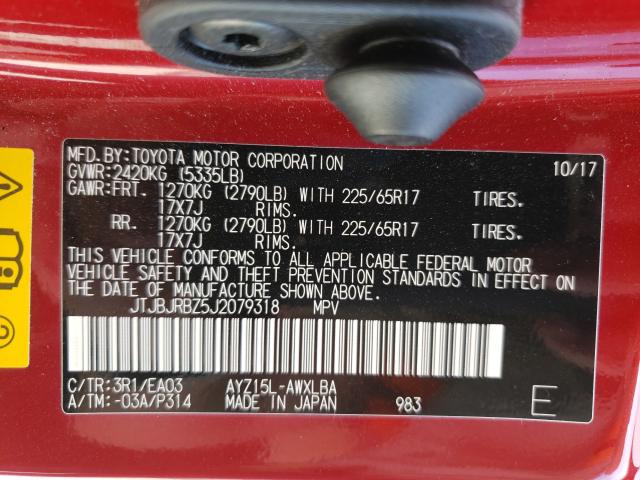 MFD.BY:TOYOTA MOTOR CORPORATION 10/17
GVWR:2420KG (5335LB)
GAWR:FRT. 1270KG (2790LB) WITH 225/65R17 TIRES.
17X7J RIMS.
RR. 1270KG (2790LB) WITH 225/65R17 TIRES.
17X7J RIMS.
THIS VEHICLE CONFORMS TO ALL APPLICABLE FEDERAL MOTOR
VEHICLE SAFETY AND THEFT PREVENTION STANDARDS IN EFFECT
ON THE DATE OF MANUFACTURE SHOWN ABOVE.
JTJBJRBZ5J2079318 MPV
C/TR:3R1/EA03 AYZ15L-AWXLBA
A/TM:-03A/P314 MADE IN JAPAN 983 E